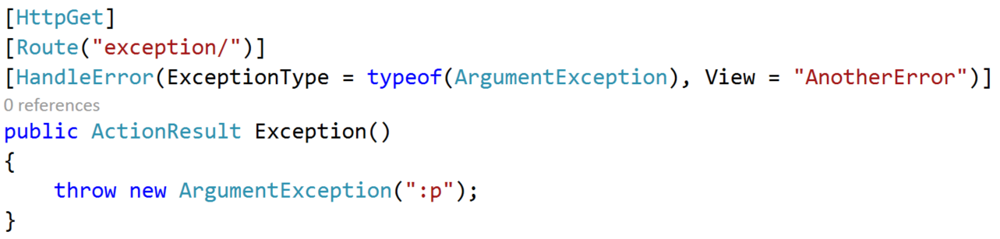 [HttpGet]
[Route("exception/")]
[HandleError(ExceptionType = typeof(ArgumentException), View = "AnotherError")]
0 references
public ActionResult Exception()
{
    throw new ArgumentException(":p");
}